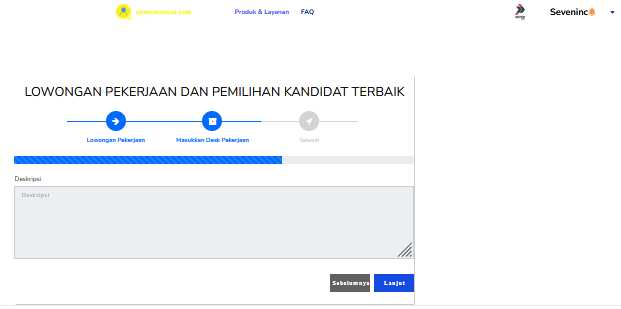 Produk & Layanan
FAQ
Seveninc
LOWONGAN PEKERJAAN DAN PEMILIHAN KANDIDAT TERBAIK
Lowongan Pekerjaan
Masukkan Desk Pekerjaan
Selesai
Deskripsi
Deskripsi
Sebelumnya
Lanjut